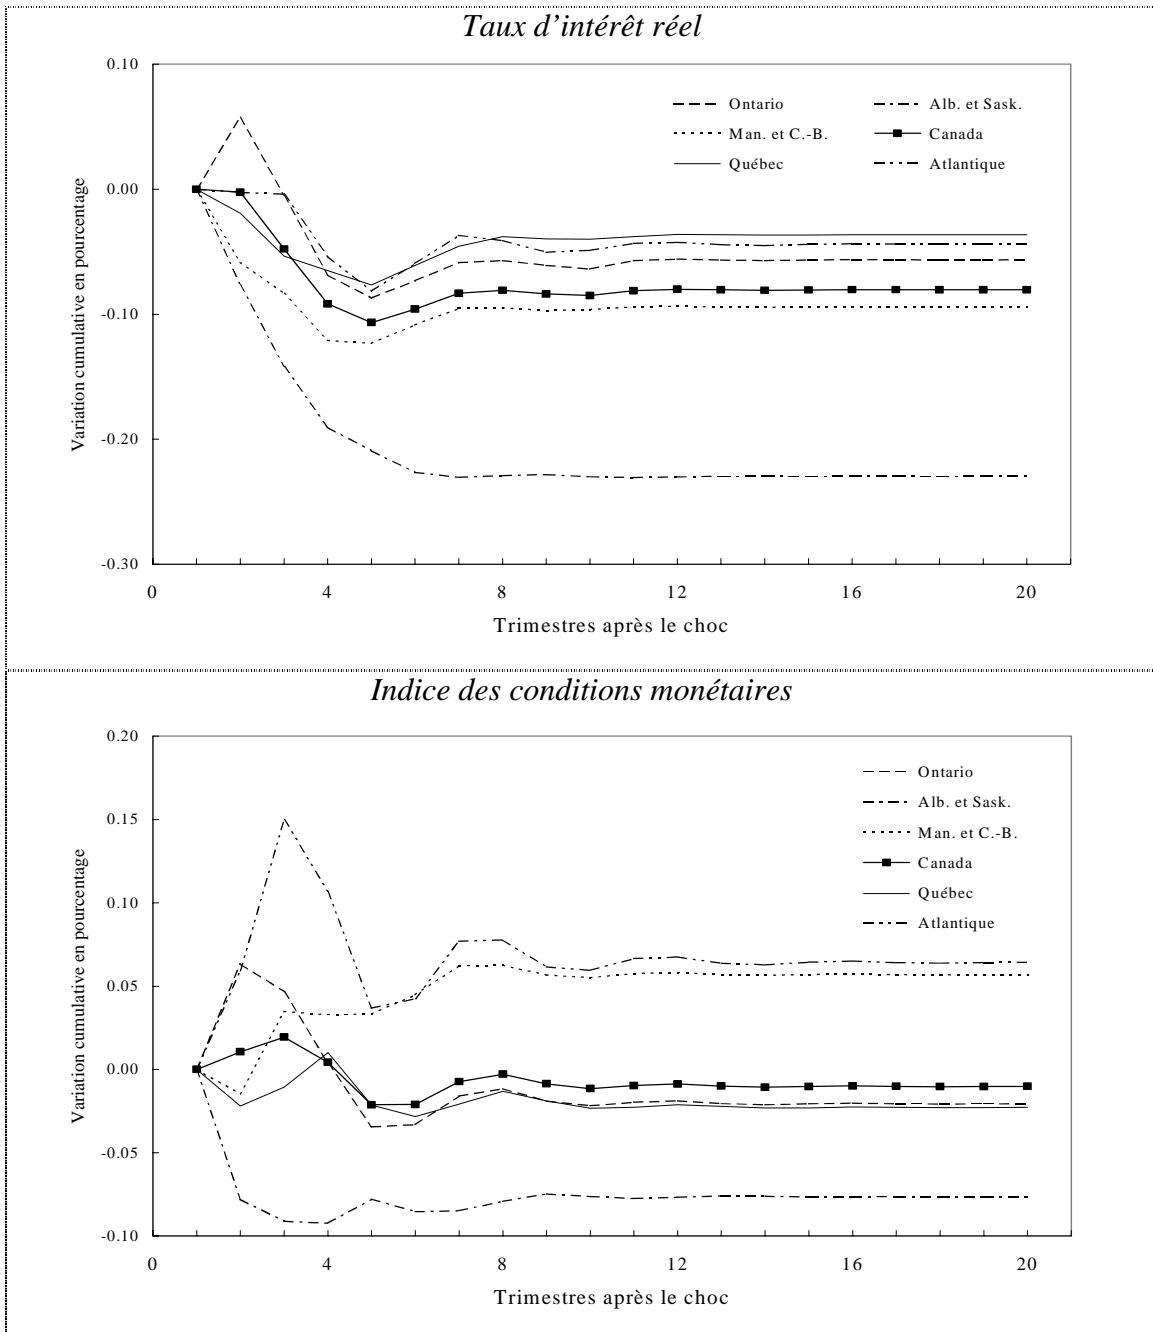 Taux d’intérêt réel
0.10
0.00
-0.10
-0.20
-0.30
Variation cumulative en pourcentage
Ontario
Alb. et Sask.
Man. et C.-B.
Canada
Québec
Atlantique
0 4 8 12 16 20
Trimestres après le choc
Indice des conditions monétaires
0.20
0.15
0.10
0.05
0.00
-0.05
-0.10
Variation cumulative en pourcentage
Ontario
Alb. et Sask.
Man. et C.-B.
Canada
Québec
Atlantique
0 4 8 12 16 20
Trimestres après le choc